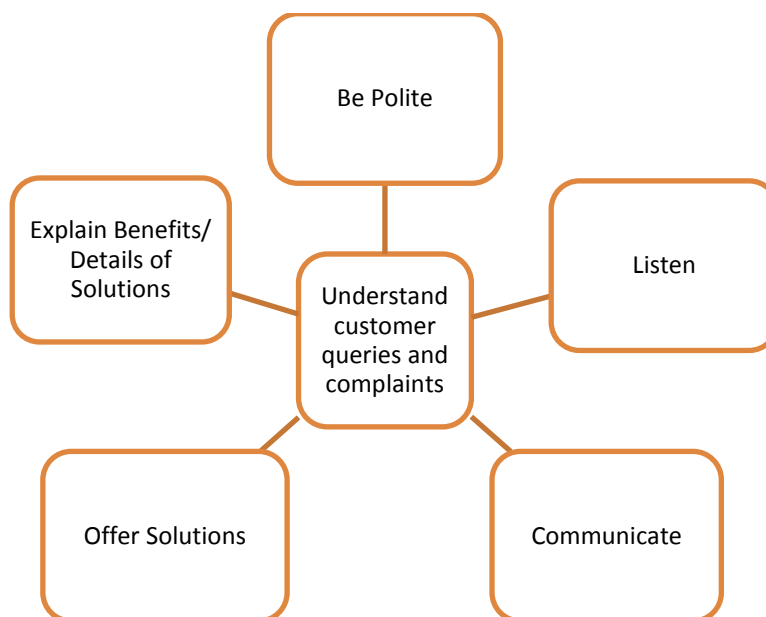 Be Polite
Explain Benefits/
Details of
Solutions
Listen
Understand
customer
queries and
complaints
Offer Solutions
Communicate